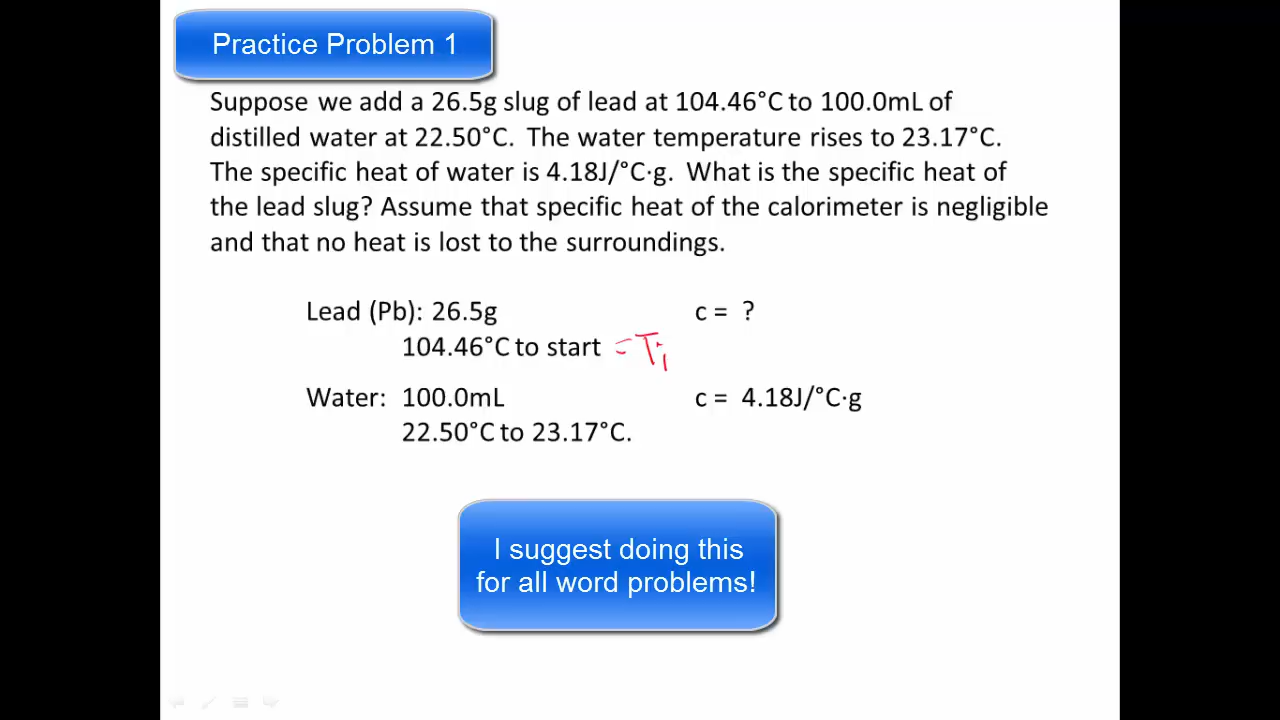 Practice Problem 1
Suppose we add a 26.5g slug of lead at 104.46°C to 100.0mL of
distilled water at 22.50°C. The water temperature rises to 23.17°C.
The specific heat of water is 4.18J/°C·g. What is the specific heat of
the lead slug? Assume that specific heat of the calorimeter is negligible
and that no heat is lost to the surroundings.
Lead (Pb): 26.5g c = ?
104.46°C to start = Ti
Water: 100.0mL c = 4.18J/°C·g
22.50°C to 23.17°C.
I suggest doing this
for all word problems!